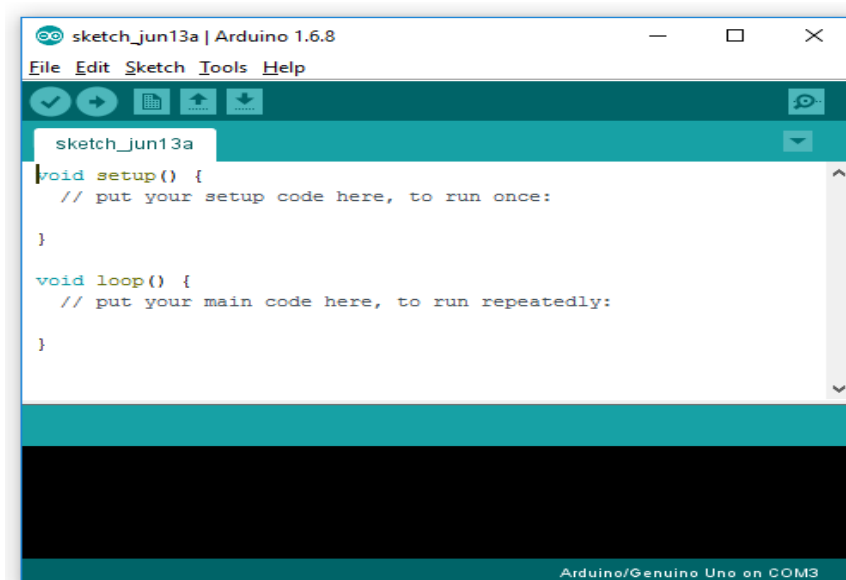 sketch_jun13a | Arduino 1.6.8
File Edit Sketch Tools Help
sketch_jun13a
void setup() {
  // put your setup code here, to run once:
}
void loop() {
  // put your main code here, to run repeatedly:
}
Arduino/Genuino Uno on COM3